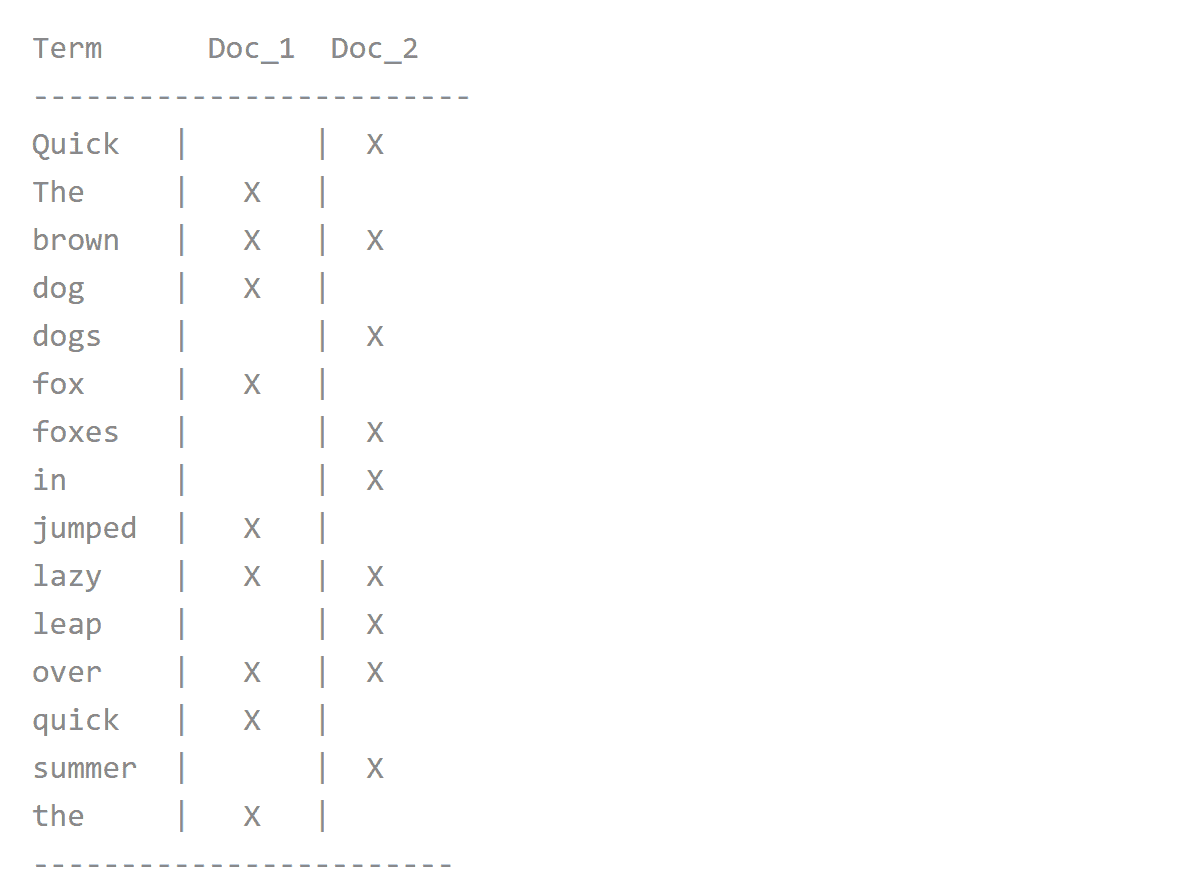 Term      Doc_1  Doc_2
-------------------------
Quick   |       |  X
The     |   X   |
brown   |   X   |  X
dog     |   X   |
dogs    |       |  X
fox     |   X   |
foxes   |       |  X
in      |       |  X
jumped  |   X   |
lazy    |   X   |  X
leap    |       |  X
over    |   X   |  X
quick   |   X   |
summer  |       |  X
the     |   X   |
------------------------